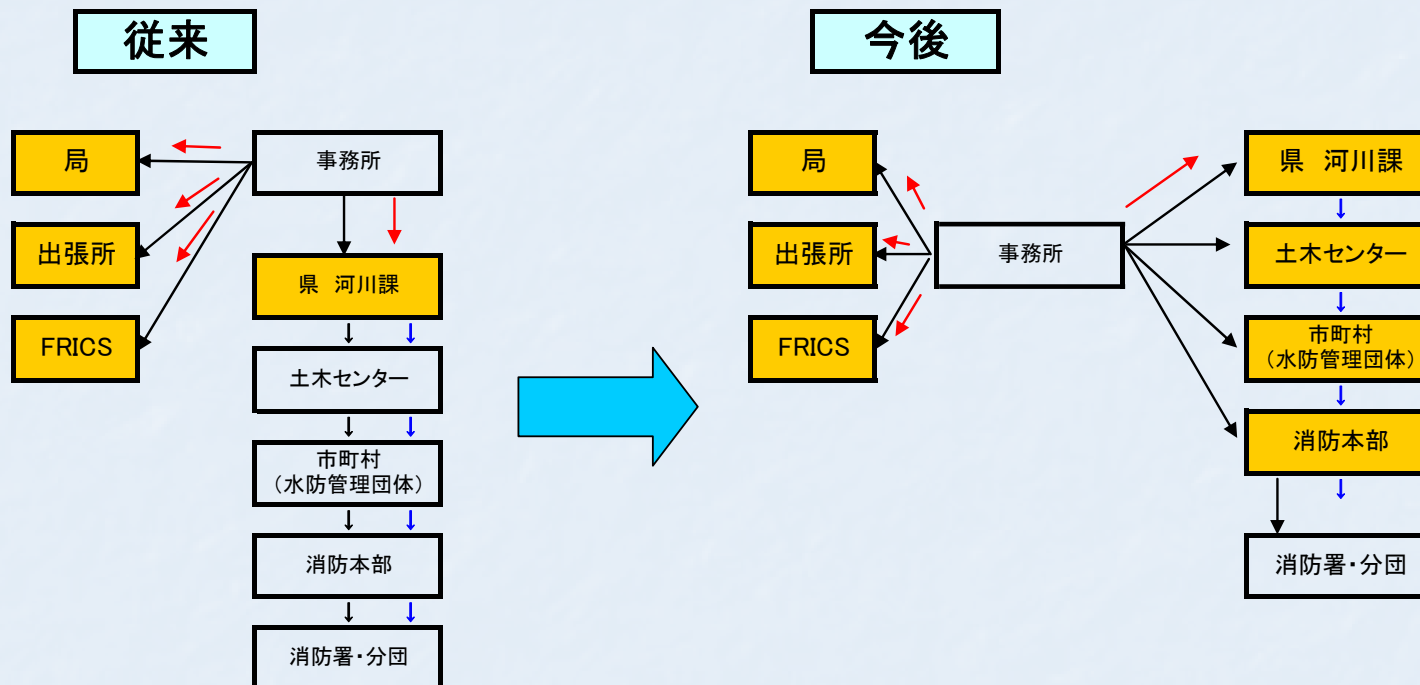 従来
局
出張所
FRICS
事務所
県 河川課
土木センター
市町村
（水防管理団体）
消防本部
消防署・分団
今後
局
出張所
FRICS
事務所
県 河川課
土木センター
市町村
（水防管理団体）
消防本部
消防署・分団